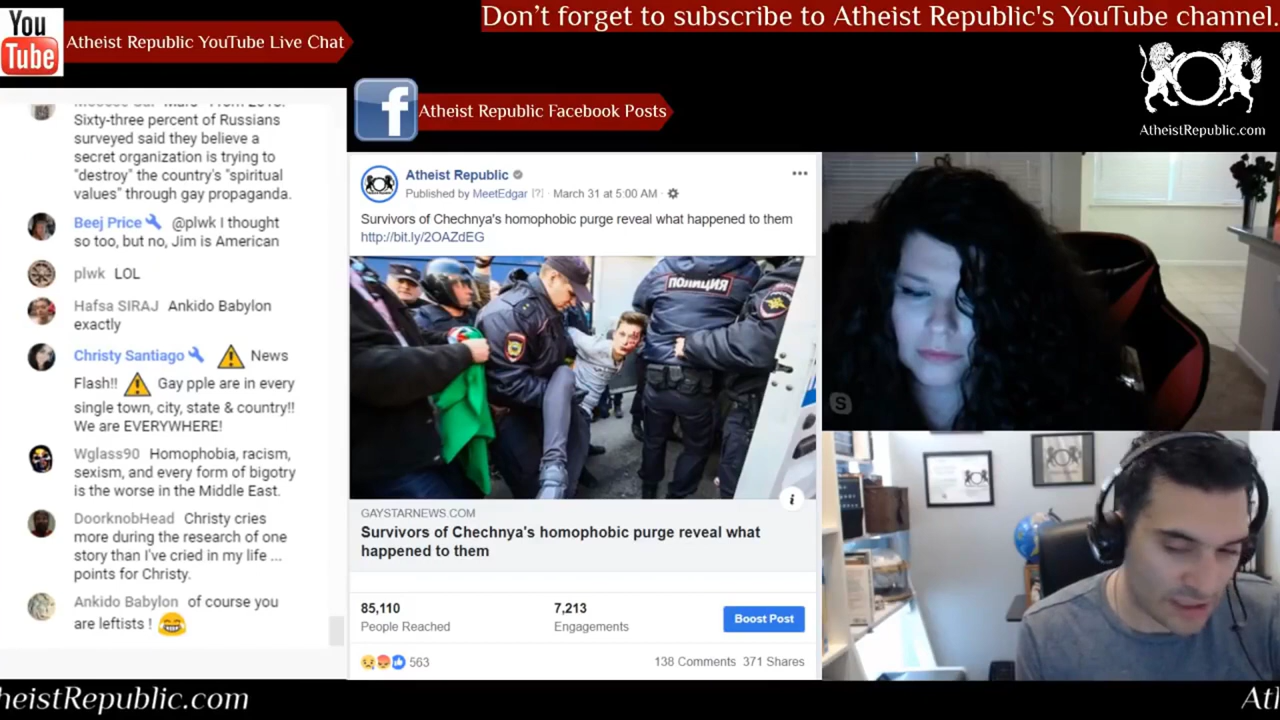 Don't forget to subscribe to Atheist Republic's YouTube channel.
You
Tube
Atheist Republic YouTube Live Chat
AtheistRepublic.com
f
Atheist Republic Facebook Posts
Sixty-three percent of Russians
surveyed said they believe a
secret organization is trying to
"destroy" the country's "spiritual
values" through gay propaganda.
Beej Price @plwk I thought
so too, but no, Jim is American
plwk LOL
Hafsa SIRAJ Ankido Babylon
exactly
Christy Santiago News
Flash!! Gay pple are in every
single town, city, state & country!!
We are EVERYWHERE!
Wglass90 Homophobia, racism,
sexism, and every form of bigotry
is the worse in the Middle East.
DoorknobHead Christy cries
more during the research of one
story than I've cried in my life ...
points for Christy.
Ankido Babylon of course you
are leftists !
Atheist Republic
Published by MeetEdgar [?] · March 31 at 5:00 AM ·
Survivors of Chechnya's homophobic purge reveal what happened to them
http://bit.ly/2OAZdEG
ПОЛИЦИЯ
GAYSTARNEWS.COM
Survivors of Chechnya's homophobic purge reveal what
happened to them
85,110
People Reached
7,213
Engagements
Boost Post
563
138 Comments 371 Shares
heistRepublic.com
Atl